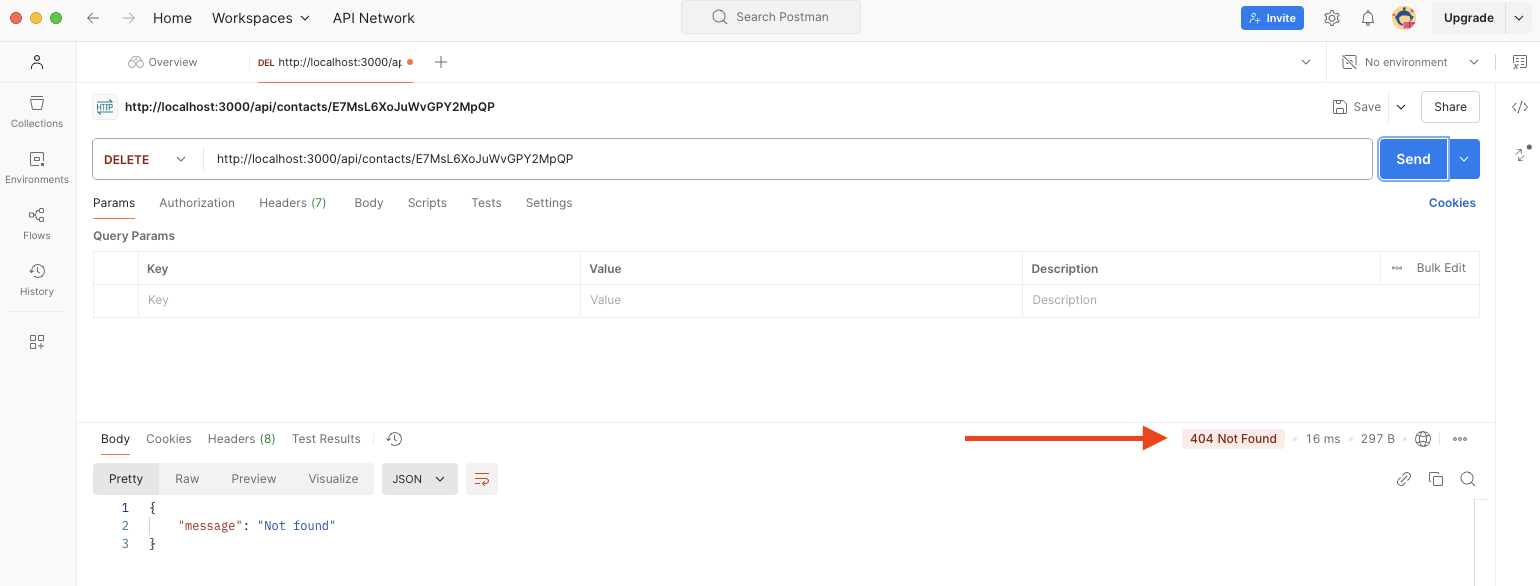 Home Workspaces API Network Search Postman Invite Upgrade
Overview DEL http://localhost:3000/ap No environment
HTTP http://localhost:3000/api/contacts/E7MsL6XoJuWvGPY2MpQP Save Share
Collections
DELETE http://localhost:3000/api/contacts/E7MsL6XoJuWvGPY2MpQP Send
Environments
Params Authorization Headers (7) Body Scripts Tests Settings Cookies
Flows
Query Params
Key Value Description Bulk Edit
History
Key Value Description
Body Cookies Headers (8) Test Results 404 Not Found 16 ms 297 B
Pretty Raw Preview Visualize JSON
1 {
2 "message": "Not found"
3 }